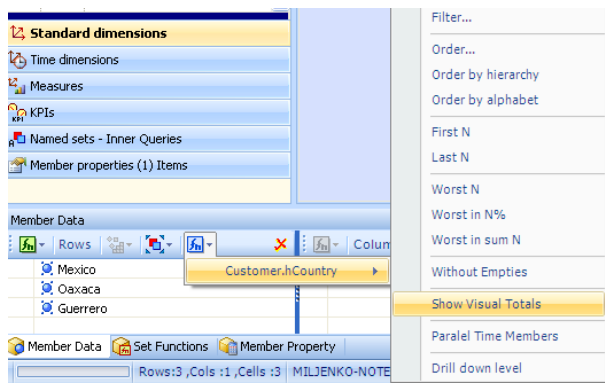 Standard dimensions
Time dimensions
Measures
KPIs
Named sets - Inner Queries
Member properties (1) Items
Member Data
Rows
Colum
Mexico
Oaxaca
Guerrero
Customer.hCountry
Filter...
Order...
Order by hierarchy
Order by alphabet
First N
Last N
Worst N
Worst in N%
Worst in sum N
Without Empties
Show Visual Totals
Paralel Time Members
Drill down level
Member Data
Set Functions
Member Property
Rows:3 ,Cols :1 ,Cells :3
MILJENKO-NOTE